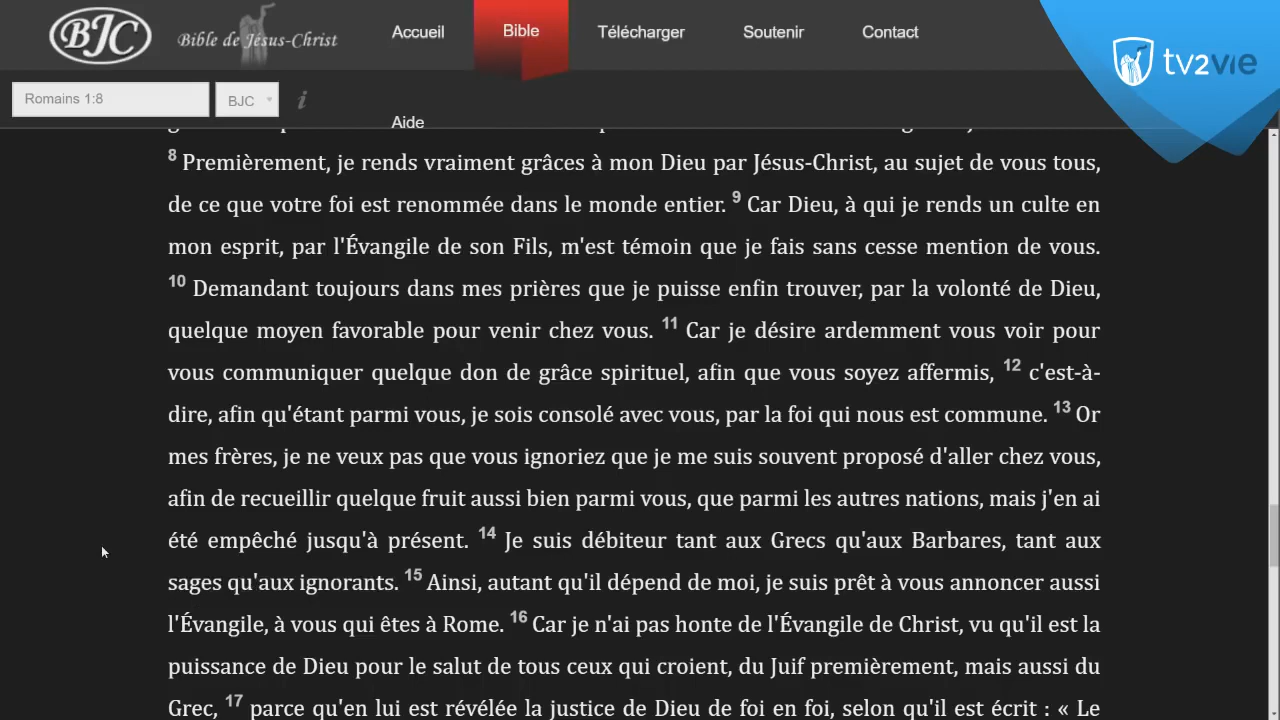 BJC
Bible de Jésus-Christ
Accueil
Bible
Télécharger
Soutenir
Contact
tv2vie
Romains 1:8
BJC
i
Aide
8 Premièrement, je rends vraiment grâces à mon Dieu par Jésus-Christ, au sujet de vous tous,
de ce que votre foi est renommée dans le monde entier. 9 Car Dieu, à qui je rends un culte en
mon esprit, par l'Évangile de son Fils, m'est témoin que je fais sans cesse mention de vous.
10 Demandant toujours dans mes prières que je puisse enfin trouver, par la volonté de Dieu,
quelque moyen favorable pour venir chez vous. 11 Car je désire ardemment vous voir pour
vous communiquer quelque don de grâce spirituel, afin que vous soyez affermis, 12 c'est-à-
dire, afin qu'étant parmi vous, je sois consolé avec vous, par la foi qui nous est commune. 13 Or
mes frères, je ne veux pas que vous ignoriez que je me suis souvent proposé d'aller chez vous,
afin de recueillir quelque fruit aussi bien parmi vous, que parmi les autres nations, mais j'en ai
été empêché jusqu'à présent. 14 Je suis débiteur tant aux Grecs qu'aux Barbares, tant aux
sages qu'aux ignorants. 15 Ainsi, autant qu'il dépend de moi, je suis prêt à vous annoncer aussi
l'Évangile, à vous qui êtes à Rome. 16 Car je n'ai pas honte de l'Évangile de Christ, vu qu'il est la
puissance de Dieu pour le salut de tous ceux qui croient, du Juif premièrement, mais aussi du
Grec, 17 parce qu'en lui est révélée la justice de Dieu de foi en foi, selon qu'il est écrit : « Le